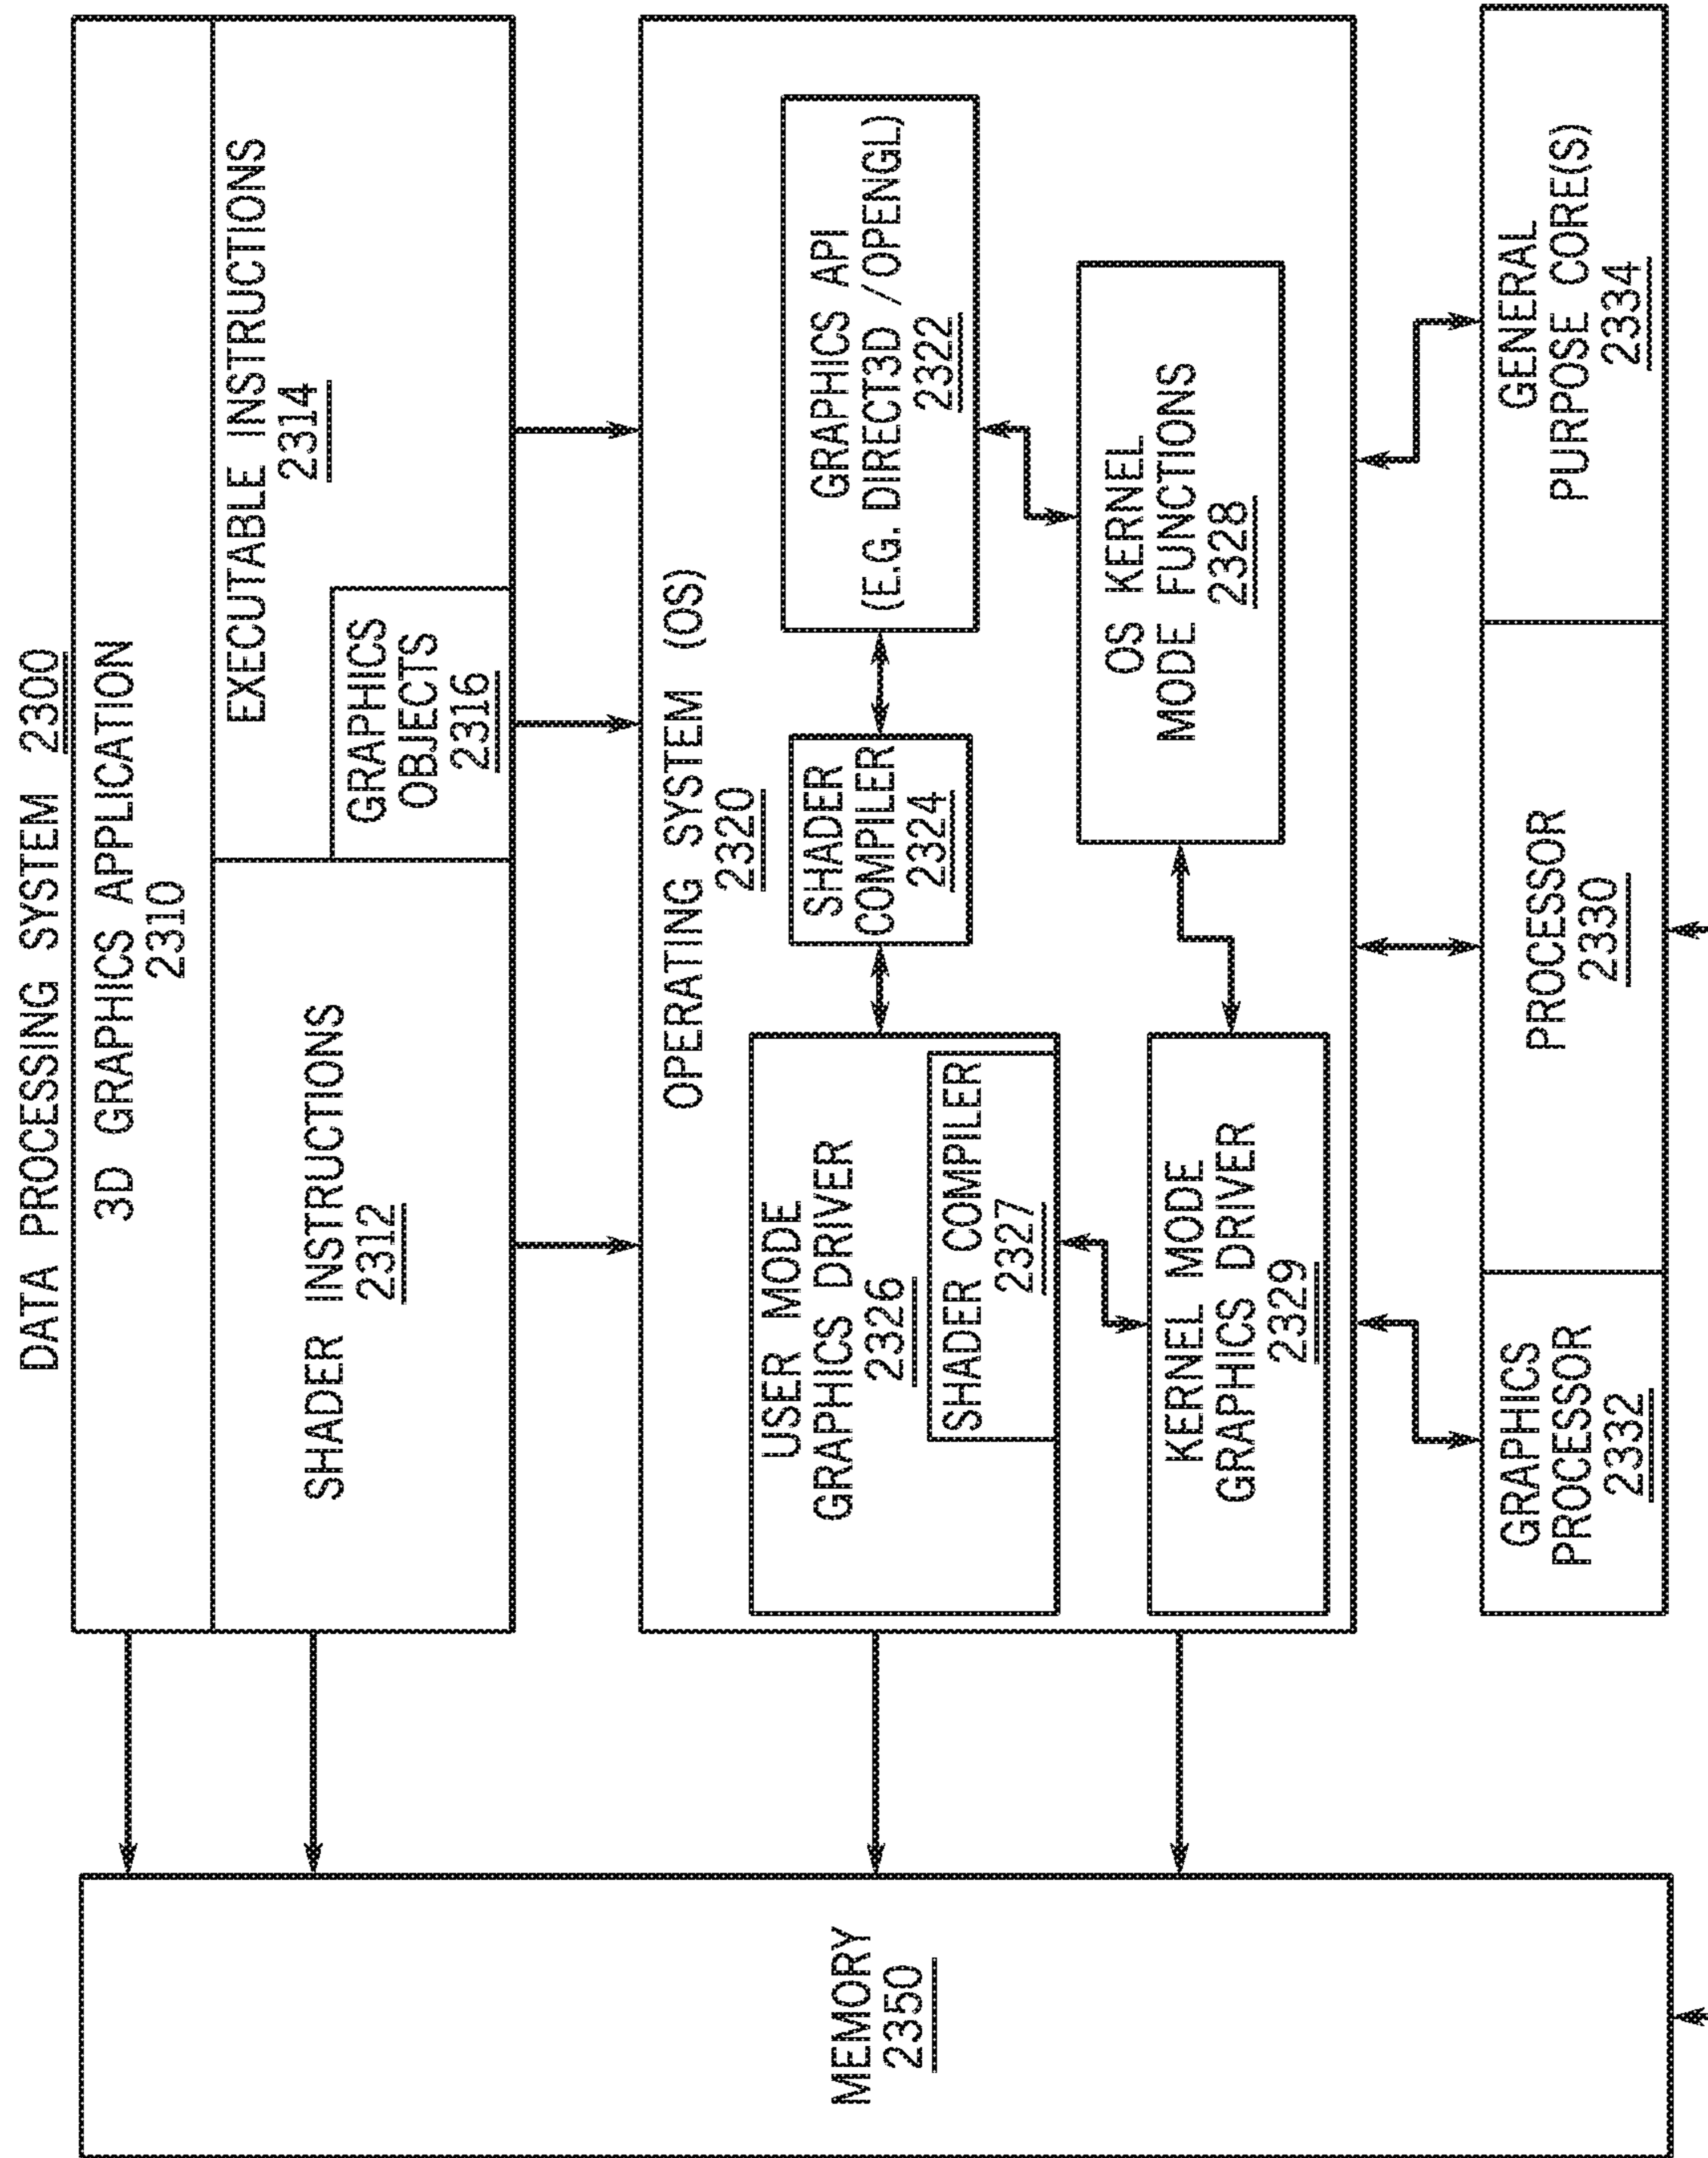 DATA PROCESSING SYSTEM 2300
3D GRAPHICS APPLICATION
2310
SHADER INSTRUCTIONS
2312
EXECUTABLE INSTRUCTIONS
2314
GRAPHICS
OBJECTS
2316
OPERATING SYSTEM (OS)
2320
USER MODE
GRAPHICS DRIVER
2326
SHADER COMPILER
2327
SHADER
COMPILER
2324
GRAPHICS API
(E.G. DIRECT3D /OPENGL)
2322
KERNEL MODE
GRAPHICS DRIVER
2329
OS KERNEL
MODE FUNCTIONS
2328
GRAPHICS
PROCESSOR
2332
PROCESSOR
2330
GENERAL
PURPOSE CORE(S)
2334
MEMORY
2350